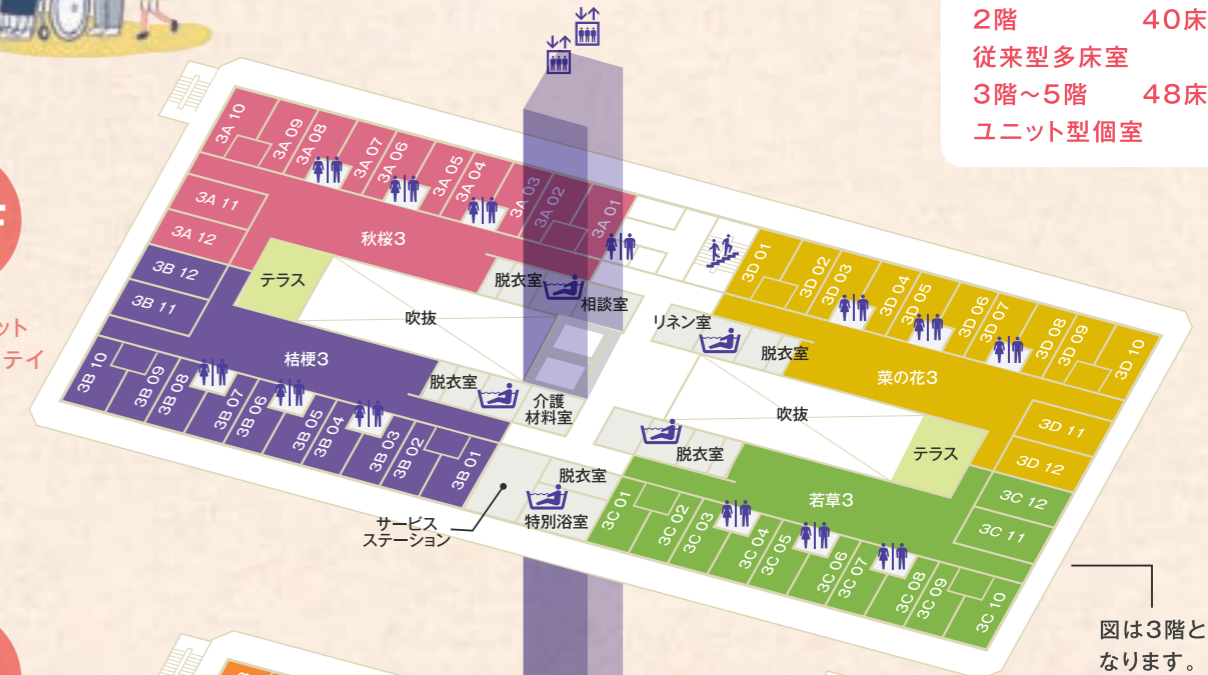 2階 40床
従来型多床室
3階～5階 48床
ユニット型個室
3A 10
3A 09
3A 08
3A 07
3A 06
3A 05
3A 04
3A 03
3A 02
3A 01
3A 11
3A 12
秋桜3
テラス
吹抜
脱衣室
相談室
3B 12
3B 11
桔梗3
脱衣室
介護
材料室
3B 10
3B 09
3B 08
3B 07
3B 06
3B 05
3B 04
3B 03
3B 02
3B 01
サービス
ステーション
脱衣室
特別浴室
リネン室
脱衣室
3D 01
3D 02
3D 03
3D 04
3D 05
3D 06
3D 07
3D 08
3D 09
3D 10
菜の花3
3D 11
3D 12
吹抜
テラス
脱衣室
若草3
3C 12
3C 11
3C 01
3C 02
3C 03
3C 04
3C 05
3C 06
3C 07
3C 08
3C 09
3C 10
ット
テイ
図は3階と
なります。